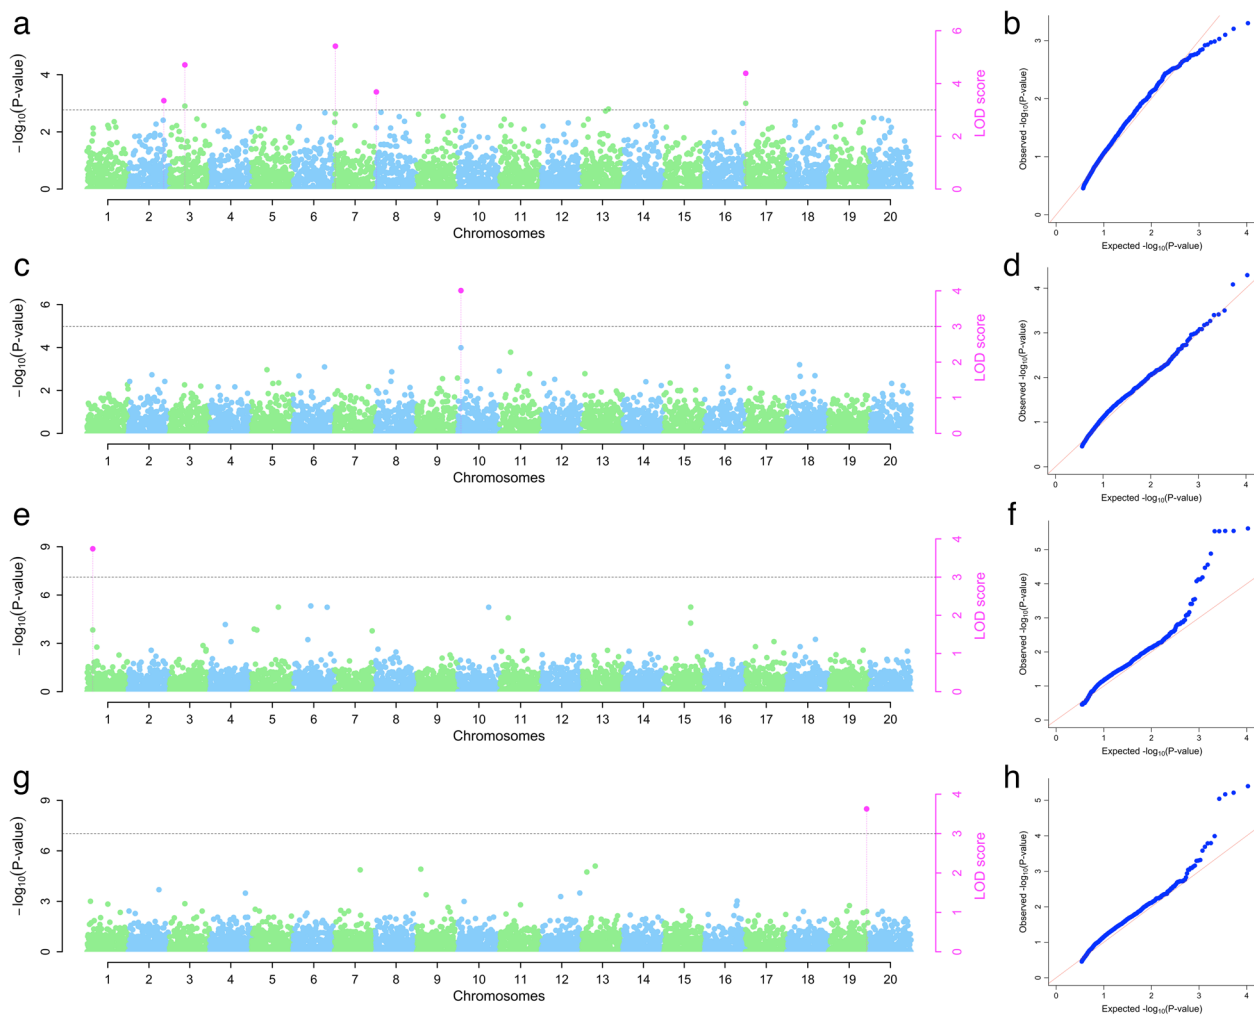 a
−log10(P-value)
0 2 4
LOD score
0 2 4 6
1 2 3 4 5 6 7 8 9 10 11 12 13 14 15 16 17 18 19 20
Chromosomes
b
Observed -log10(P-value)
0 1 2 3
0 1 2 3 4
Expected -log10(P-value)
c
−log10(P-value)
0 2 4 6
LOD score
0 1 2 3 4
1 2 3 4 5 6 7 8 9 10 11 12 13 14 15 16 17 18 19 20
Chromosomes
d
Observed -log10(P-value)
0 1 2 3 4
0 1 2 3 4
Expected -log10(P-value)
e
−log10(P-value)
0 3 6 9
LOD score
0 1 2 3 4
1 2 3 4 5 6 7 8 9 10 11 12 13 14 15 16 17 18 19 20
Chromosomes
f
Observed -log10(P-value)
0 1 2 3 4 5
0 1 2 3 4
Expected -log10(P-value)
g
−log10(P-value)
0 3 6 9
LOD score
0 1 2 3 4
1 2 3 4 5 6 7 8 9 10 11 12 13 14 15 16 17 18 19 20
Chromosomes
h
Observed -log10(P-value)
0 1 2 3 4 5
0 1 2 3 4
Expected -log10(P-value)